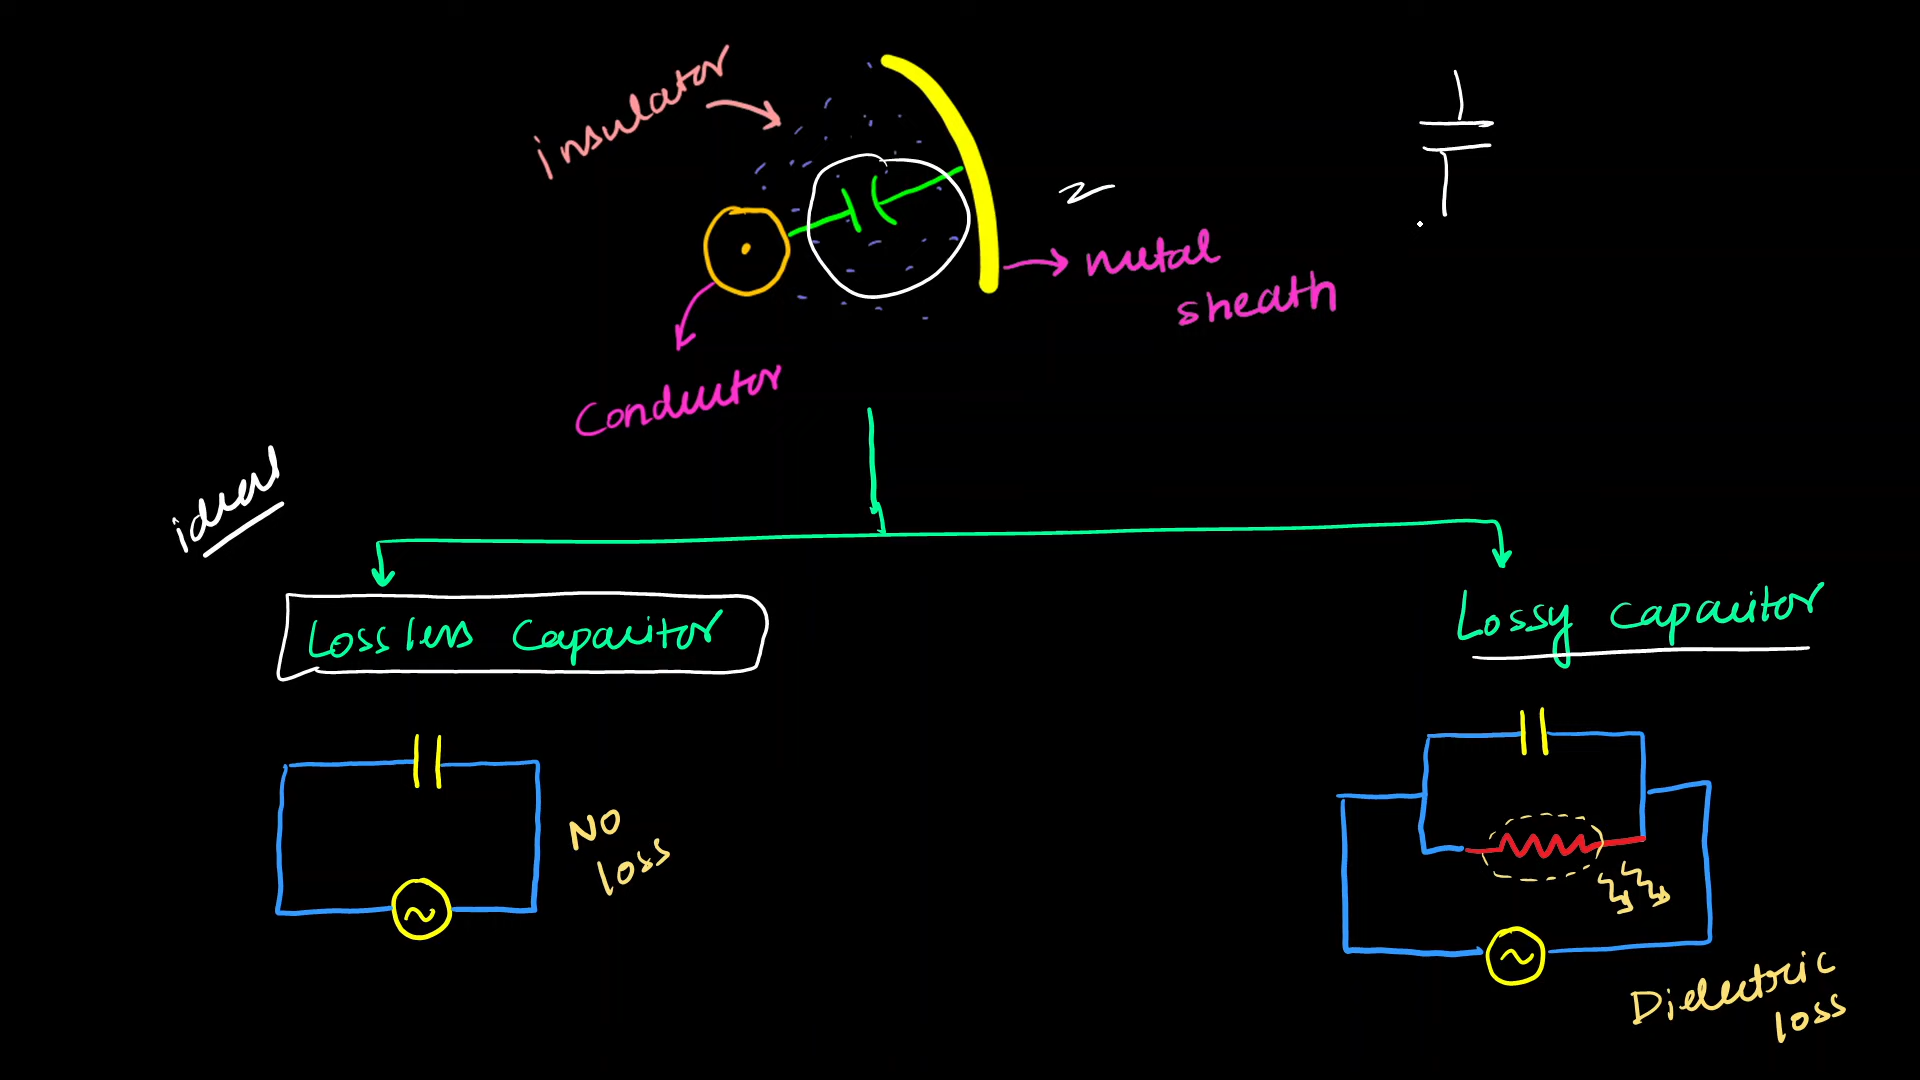 insulator
metal
sheath
Conductor
ideal
Lossless Capacitor
Lossy capacitor
NO
loss
Dielectric
loss